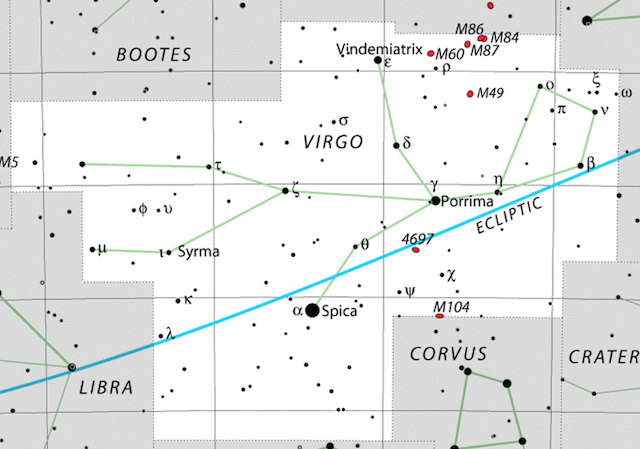 M86
M84
Vindemiatrix
M60
M87
BOOTES
ε
ρ
ξ
ο
ω
M49
π
ν
σ
VIRGO
δ
M5
τ
β
ζ
γ
η
Porrima
φ
υ
ECLIPTIC
θ
4697
μ
ι
Syrma
χ
κ
ψ
α
Spica
M104
λ
CORVUS
CRATER
LIBRA